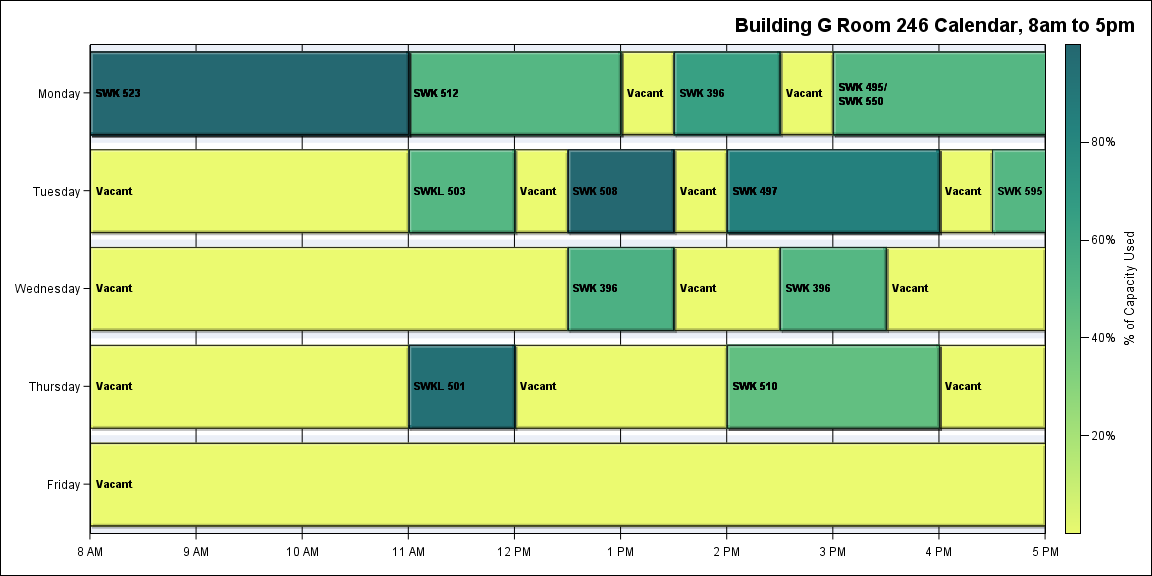 Building G Room 246 Calendar, 8am to 5pm
Monday
SWK 523
SWK 512
Vacant
SWK 396
Vacant
SWK 495/
SWK 550
Tuesday
Vacant
SWKL 503
Vacant
SWK 508
Vacant
SWK 497
Vacant
SWK 595
Wednesday
Vacant
SWK 396
Vacant
SWK 396
Vacant
Thursday
Vacant
SWKL 501
Vacant
SWK 510
Vacant
Friday
Vacant
8 AM
9 AM
10 AM
11 AM
12 PM
1 PM
2 PM
3 PM
4 PM
5 PM
80%
60%
40%
20%
% of Capacity Used